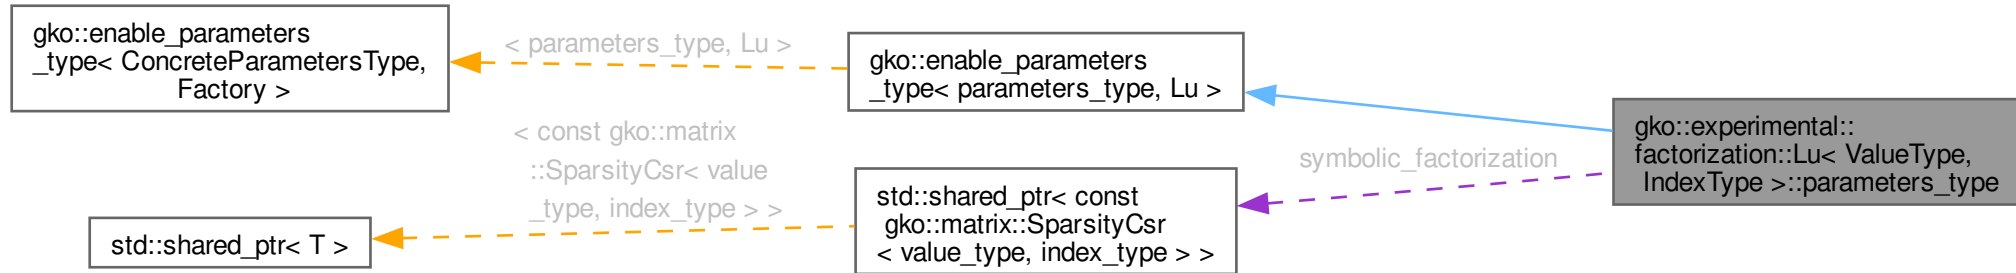 gko::enable_parameters
_type< ConcreteParametersType,
Factory >
< parameters_type, Lu >
gko::enable_parameters
_type< parameters_type, Lu >
< const gko::matrix
::SparsityCsr< value
_type, index_type > >
std::shared_ptr< T >
std::shared_ptr< const
gko::matrix::SparsityCsr
< value_type, index_type > >
symbolic_factorization
gko::experimental::
factorization::Lu< ValueType,
IndexType >::parameters_type